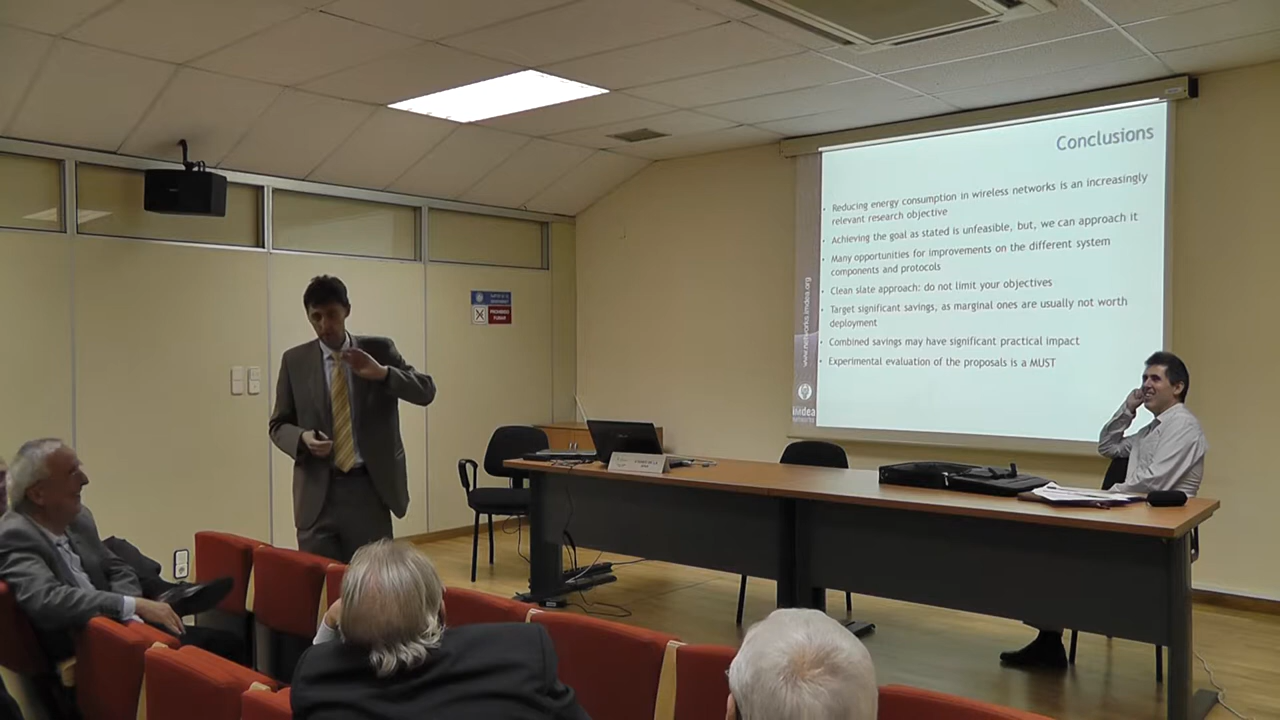 Conclusions
Reducing energy consumption in wireless networks is an increasingly
relevant research objective
Achieving the goal as stated is unfeasible, but, we can approach it
Many opportunities for improvements on the different system
components and protocols
Clean slate approach: do not limit your objectives
Target significant savings, as marginal ones are usually not worth
deployment
Combined savings may have significant practical impact
Experimental evaluation of the proposals is a MUST
www.networks.imdea.org
imdea
networks
PROHIBIDO
FUMAR